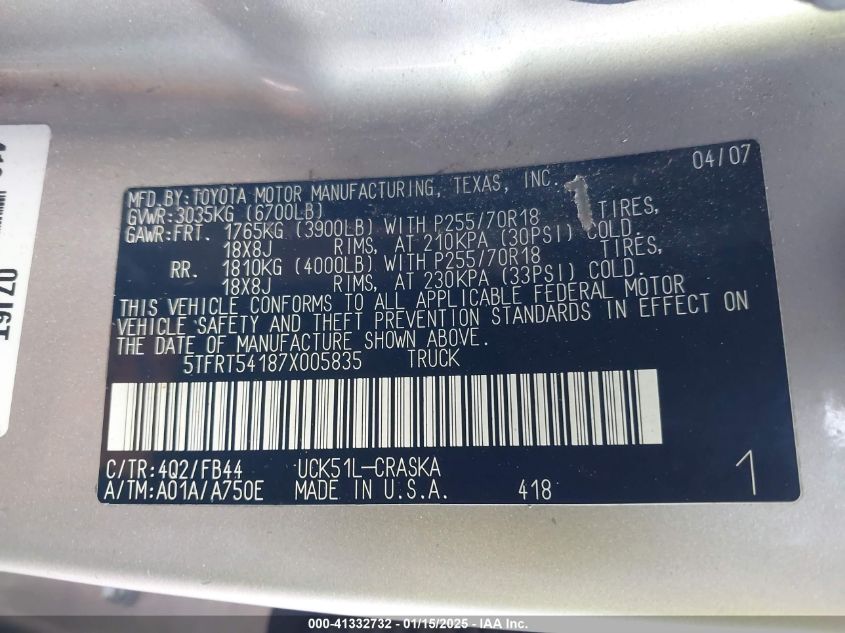 04/07
MFD. BY: TOYOTA MOTOR MANUFACTURING, TEXAS, INC.
GVWR:3035KG (6700LB)
GAWR:FRT. 1765KG (3900LB) WITH P255/70R18 TIRES,
18X8J RIMS, AT 210KPA (30PSI) COLD.
RR. 1810KG (4000LB) WITH P255/70R18 TIRES,
18X8J RIMS, AT 230KPA (33PSI) COLD.
THIS VEHICLE CONFORMS TO ALL APPLICABLE FEDERAL MOTOR
VEHICLE SAFETY AND THEFT PREVENTION STANDARDS IN EFFECT ON
THE DATE OF MANUFACTURE SHOWN ABOVE.
5TFRT54187X005835 TRUCK
C/TR:4Q2/FB44 UCK51L-CRASKA
A/TM:A01A/A750E MADE IN U.S.A. 418 1
000-41332732 - 01/15/2025 - IAA Inc.